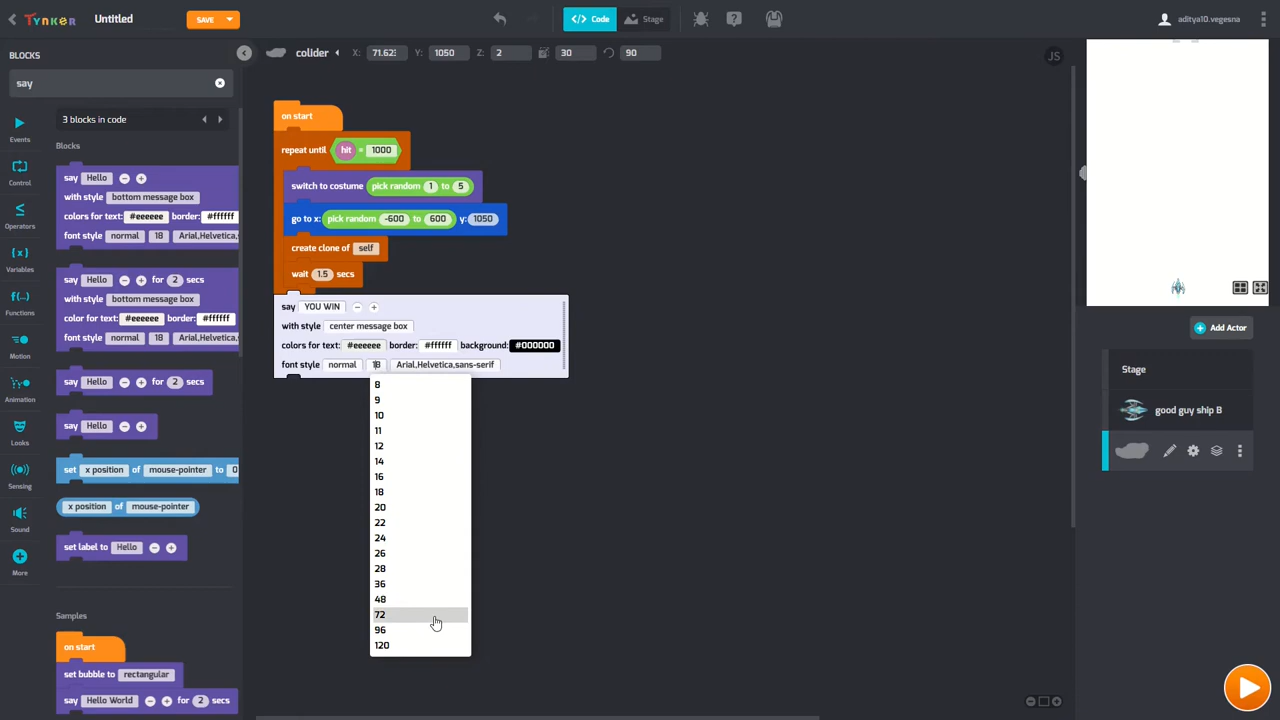 TYNKER
Untitled
SAVE
</> Code
Stage
aditya10.vegesna
BLOCKS
colider
X: 71.623
Y: 1050
Z: 2
30
90
JS
say
3 blocks in code
Blocks
Events
Control
Operators
Variables
Functions
Motion
Animation
Looks
Sensing
Sound
More
say Hello
with style bottom message box
colors for text: #eeeeee border: #ffffff
font style normal 18 Arial,Helvetica,
say Hello for 2 secs
with style bottom message box
color for text: #eeeeee border: #ffffff
font style normal 18 Arial,Helvetica,s
say Hello for 2 secs
say Hello
set x position of mouse-pointer to 0
x position of mouse-pointer
set label to Hello
Samples
on start
set bubble to rectangular
say Hello World for 2 secs
on start
repeat until hit = 1000
switch to costume pick random 1 to 5
go to x: pick random -600 to 600 y: 1050
create clone of self
wait 1.5 secs
say YOU WIN
with style center message box
colors for text: #eeeeee border: #ffffff background: #000000
font style normal 18 Arial,Helvetica,sans-serif
8
9
10
11
12
14
16
18
20
22
24
26
28
36
48
72
96
120
Add Actor
Stage
good guy ship B